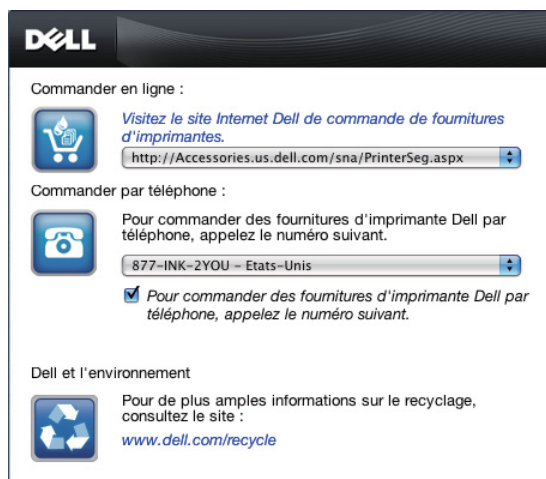 DELL
Commander en ligne :
Visitez le site Internet Dell de commande de fournitures
d'imprimantes.
http://Accessories.us.dell.com/sna/PrinterSeg.aspx
Commander par téléphone :
Pour commander des fournitures d'imprimante Dell par
téléphone, appelez le numéro suivant.
877-INK-2YOU - Etats-Unis
Pour commander des fournitures d'imprimante Dell par
téléphone, appelez le numéro suivant.
Dell et l'environnement
Pour de plus amples informations sur le recyclage,
consultez le site :
www.dell.com/recycle